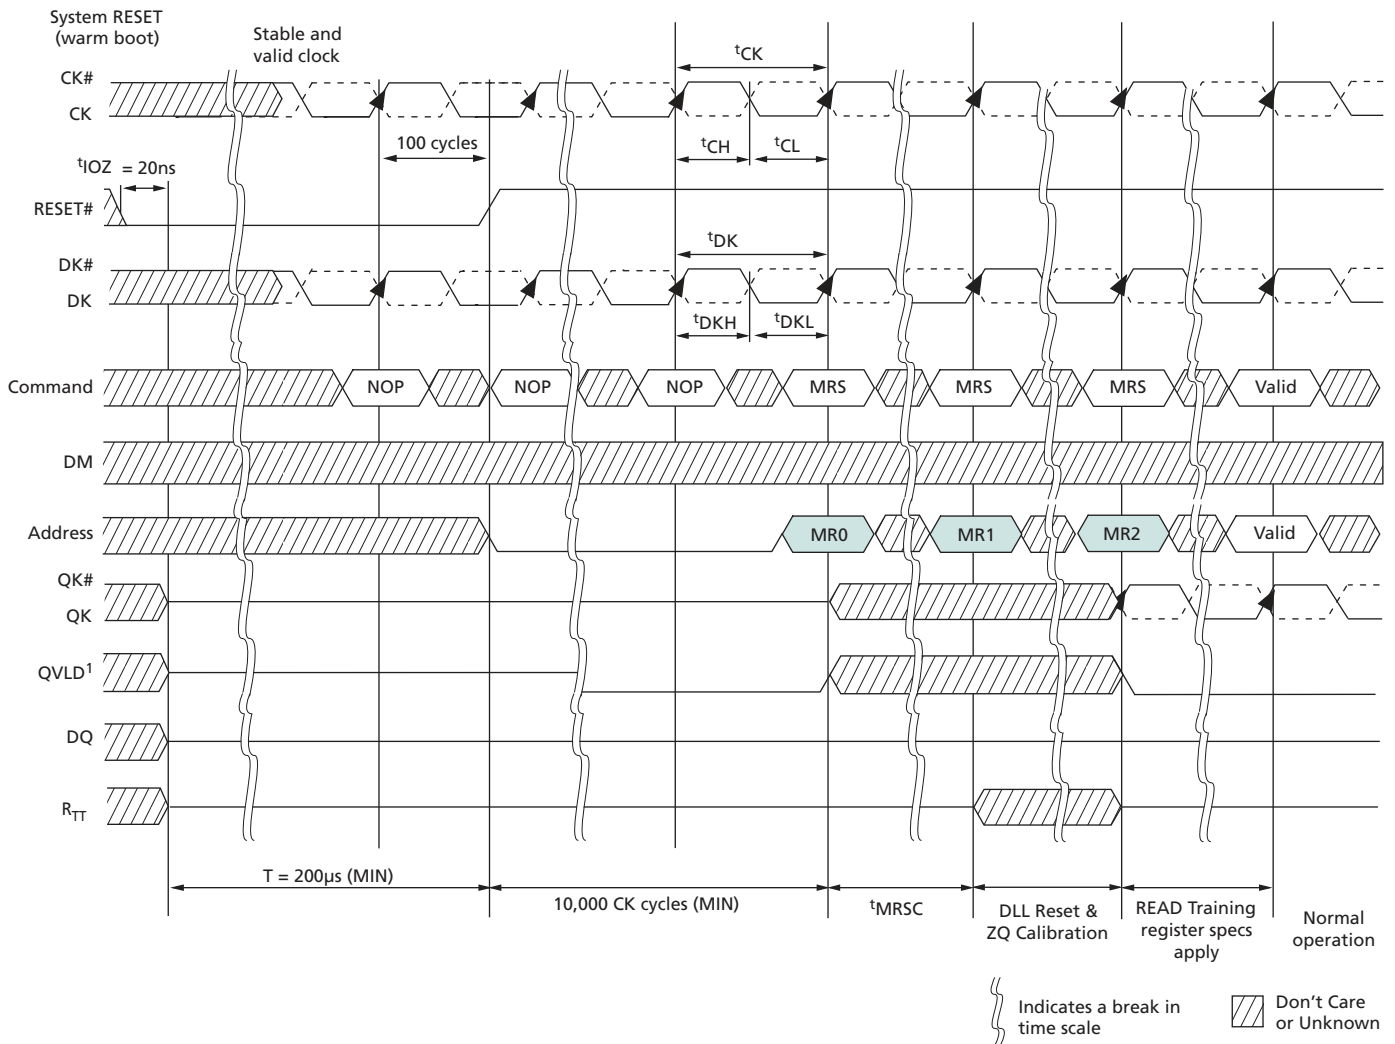 System RESET
(warm boot)
Stable and
valid clock
CK#
CK
tCK
100 cycles
tCH
tCL
tIOZ = 20ns
RESET#
tDK
DK#
DK
tDKH
tDKL
Command
NOP
NOP
NOP
MRS
MRS
MRS
Valid
DM
Address
MR0
MR1
MR2
Valid
QK#
QK
QVLD1
DQ
RTT
T = 200µs (MIN)
10,000 CK cycles (MIN)
tMRSC
DLL Reset &
ZQ Calibration
READ Training
register specs
apply
Normal
operation
Indicates a break in
time scale
Don't Care
or Unknown